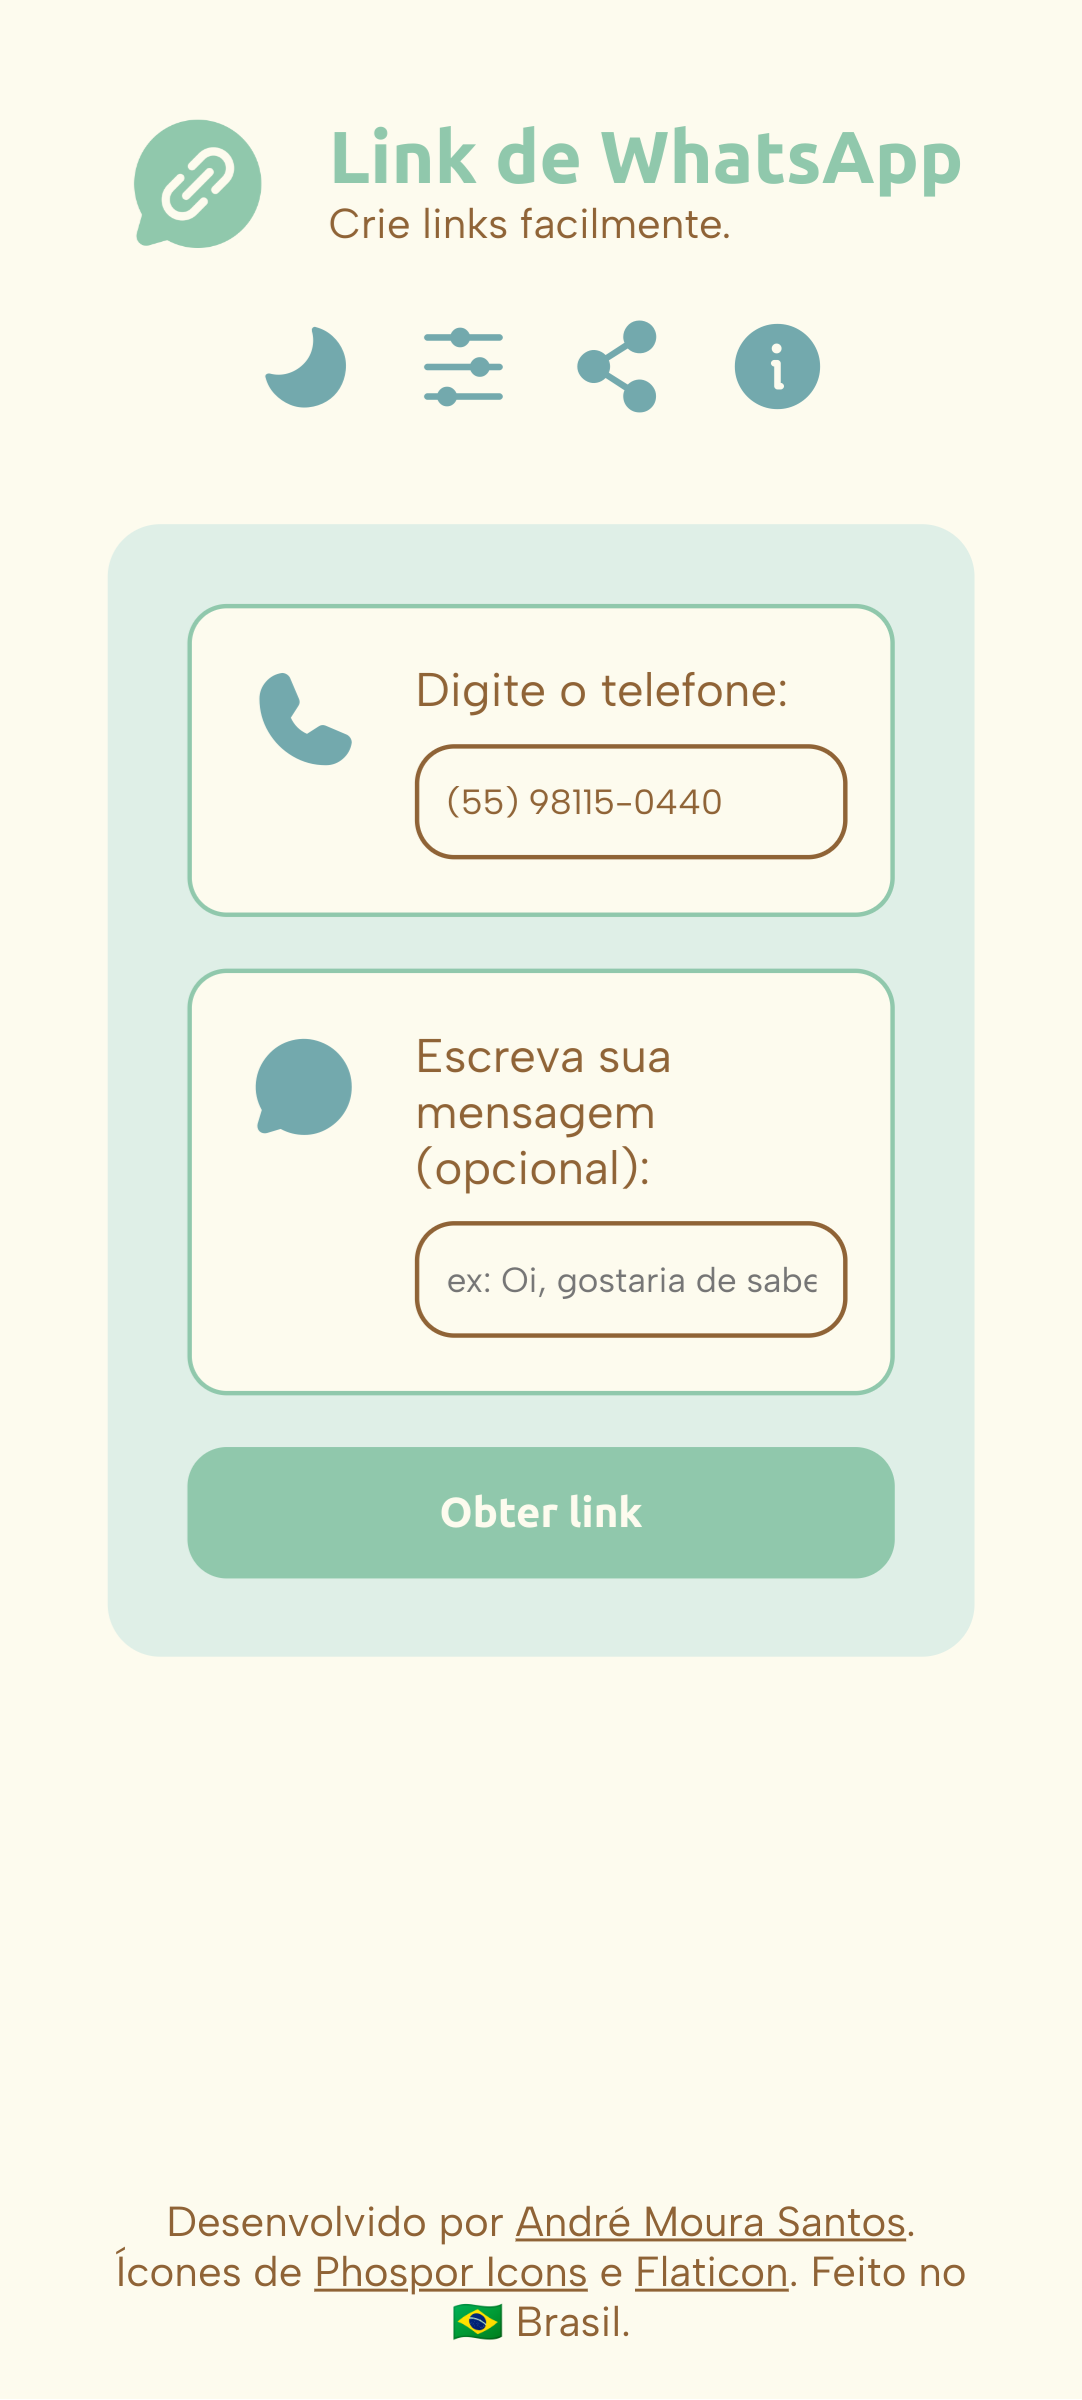 Link de WhatsApp
Crie links facilmente.
Digite o telefone:
(55) 98115-0440
Escreva sua
mensagem
(opcional):
ex: Oi, gostaria de sabe
Obter link
Desenvolvido por André Moura Santos.
Ícones de Phospor Icons e Flaticon. Feito no
🇧🇷 Brasil.